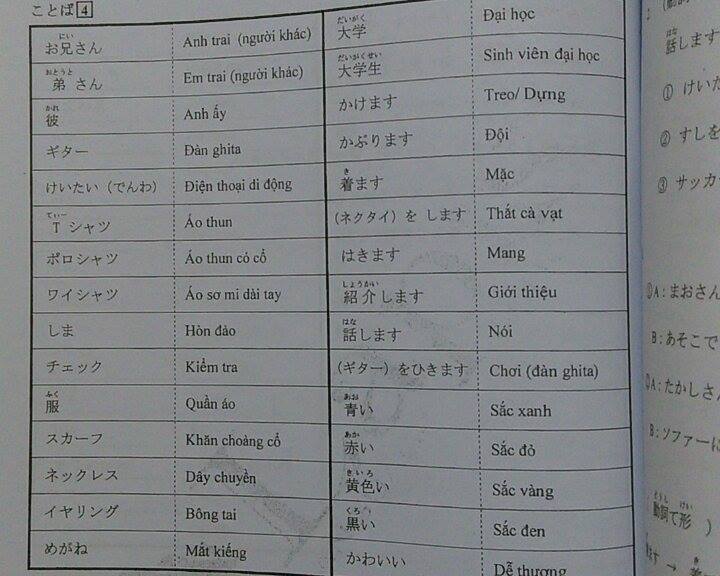 ことば 4
お兄さん Anh trai (người khác)
弟さん Em trai (người khác)
彼 Anh ấy
ギター Đàn ghita
けいたい（でんわ） Điện thoại di động
Tシャツ Áo thun
ポロシャツ Áo thun có cổ
ワイシャツ Áo sơ mi dài tay
しま Hòn đảo
チェック Kiểm tra
服 Quần áo
スカーフ Khăn choàng cổ
ネックレス Dây chuyền
イヤリング Bông tai
めがね Mắt kiếng
大学 Đại học
大学生 Sinh viên đại học
かけます Treo/ Dựng
かぶります Đội
着ます Mặc
（ネクタイ）を します Thắt cà vạt
はきます Mang
紹介します Giới thiệu
話します Nói
（ギター）をひきます Chơi (đàn ghita)
青い Sắc xanh
赤い Sắc đỏ
黄色い Sắc vàng
黒い Sắc đen
かわいい Dễ thương
話します
① けいた
② すしを
③ サッカ
A：まおさん
B：あそこで
A：たかしさ
B：ソファーに
動詞て形 ）